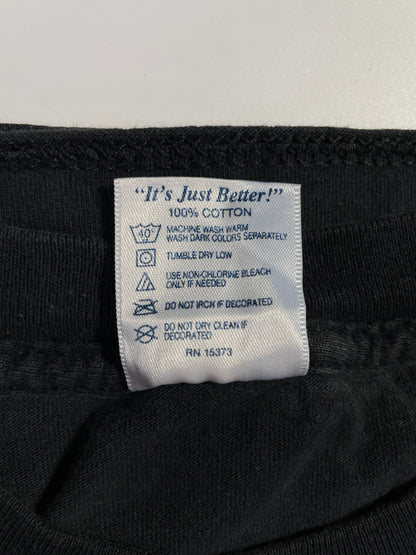 "It's Just Better!"
100% COTTON
40°
MACHINE WASH WARM
WASH DARK COLORS SEPARATELY
TUMBLE DRY LOW
USE NON-CHLORINE BLEACH
ONLY IF NEEDED
DO NOT IRON IF DECORATED
DO NOT DRY CLEAN IF
DECORATED
RN 15373